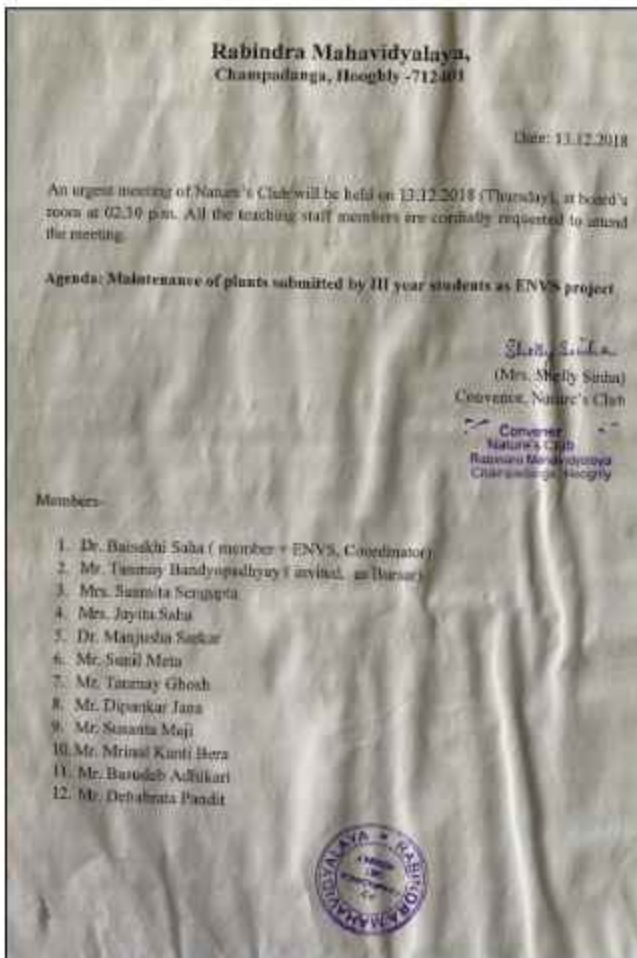 Rabindra Mahavidyalaya,
Champadanga, Hooghly -712401
Date: 13.12.2018
An urgent meeting of Nature's Club will be held on 13.12.2018 (Thursday), at board's
room at 02.30 p.m. All the teaching staff members are cordially requested to attend
the meeting.
Agenda: Maintenance of plants submitted by III year students as ENVS project
Shelly Sinha
(Mrs. Shelly Sinha)
Convenor, Nature's Club
Convener
Nature's Club
Rabindra Mahavidyalaya
Champadanga, Hooghly
Members-
1. Dr. Baisakhi Saha ( member + ENVS, Coordinator)
2. Mr. Tanmay Bandyopadhyay ( invited, as Bursar)
3. Mrs. Susmita Sengupta
4. Mrs. Jayita Saha
5. Dr. Manjusha Sarkar
6. Mr. Sunil Meta
7. Mr. Tanmay Ghosh
8. Mr. Dipankar Jana
9. Mr. Susanta Maji
10. Mr. Mrinal Kanti Bera
11. Mr. Basudeb Adhikari
12. Mr. Debabrata Pandit
RABINDRA MAHAVIDYALAYA